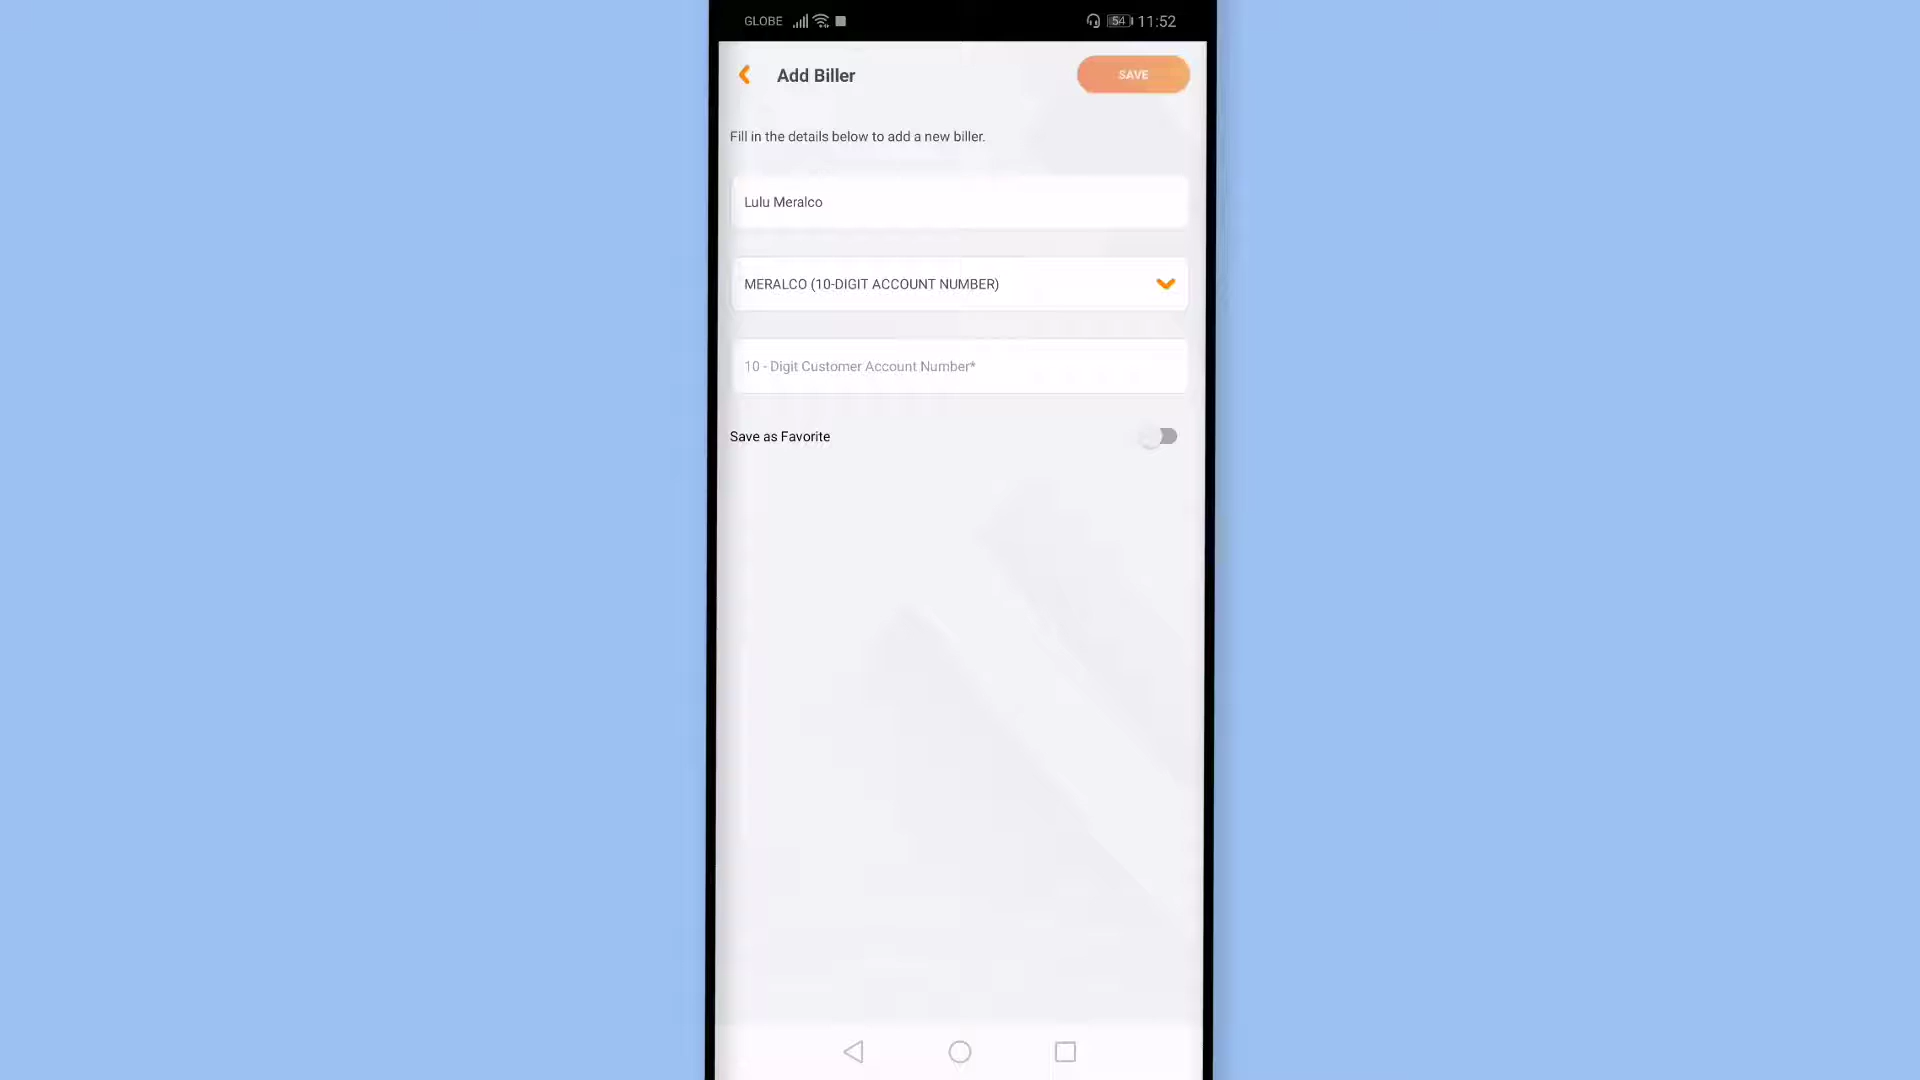 GLOBE 54 11:52
Add Biller SAVE
Fill in the details below to add a new biller.
Lulu Meralco
MERALCO (10-DIGIT ACCOUNT NUMBER)
10 - Digit Customer Account Number*
Save as Favorite